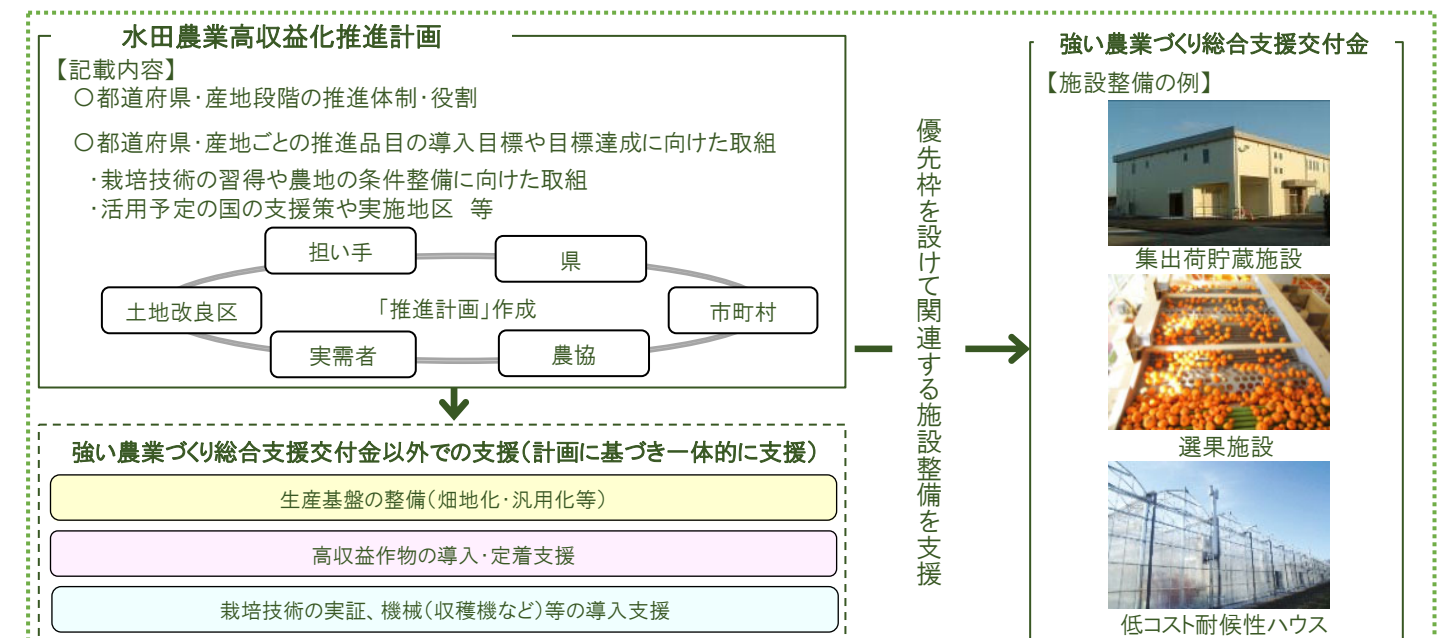 水田農業高収益化推進計画
【記載内容】
〇都道府県・産地段階の推進体制・役割
〇都道府県・産地ごとの推進品目の導入目標や目標達成に向けた取組
・栽培技術の習得や農地の条件整備に向けた取組
・活用予定の国の支援策や実施地区　等
担い手
県
土地改良区
「推進計画」作成
市町村
実需者
農協
強い農業づくり総合支援交付金以外での支援（計画に基づき一体的に支援）
生産基盤の整備（畑地化・汎用化等）
高収益作物の導入・定着支援
栽培技術の実証、機械（収穫機など）等の導入支援
優先枠を設けて関連する施設整備を支援
強い農業づくり総合支援交付金
【施設整備の例】
集出荷貯蔵施設
選果施設
低コスト耐候性ハウス